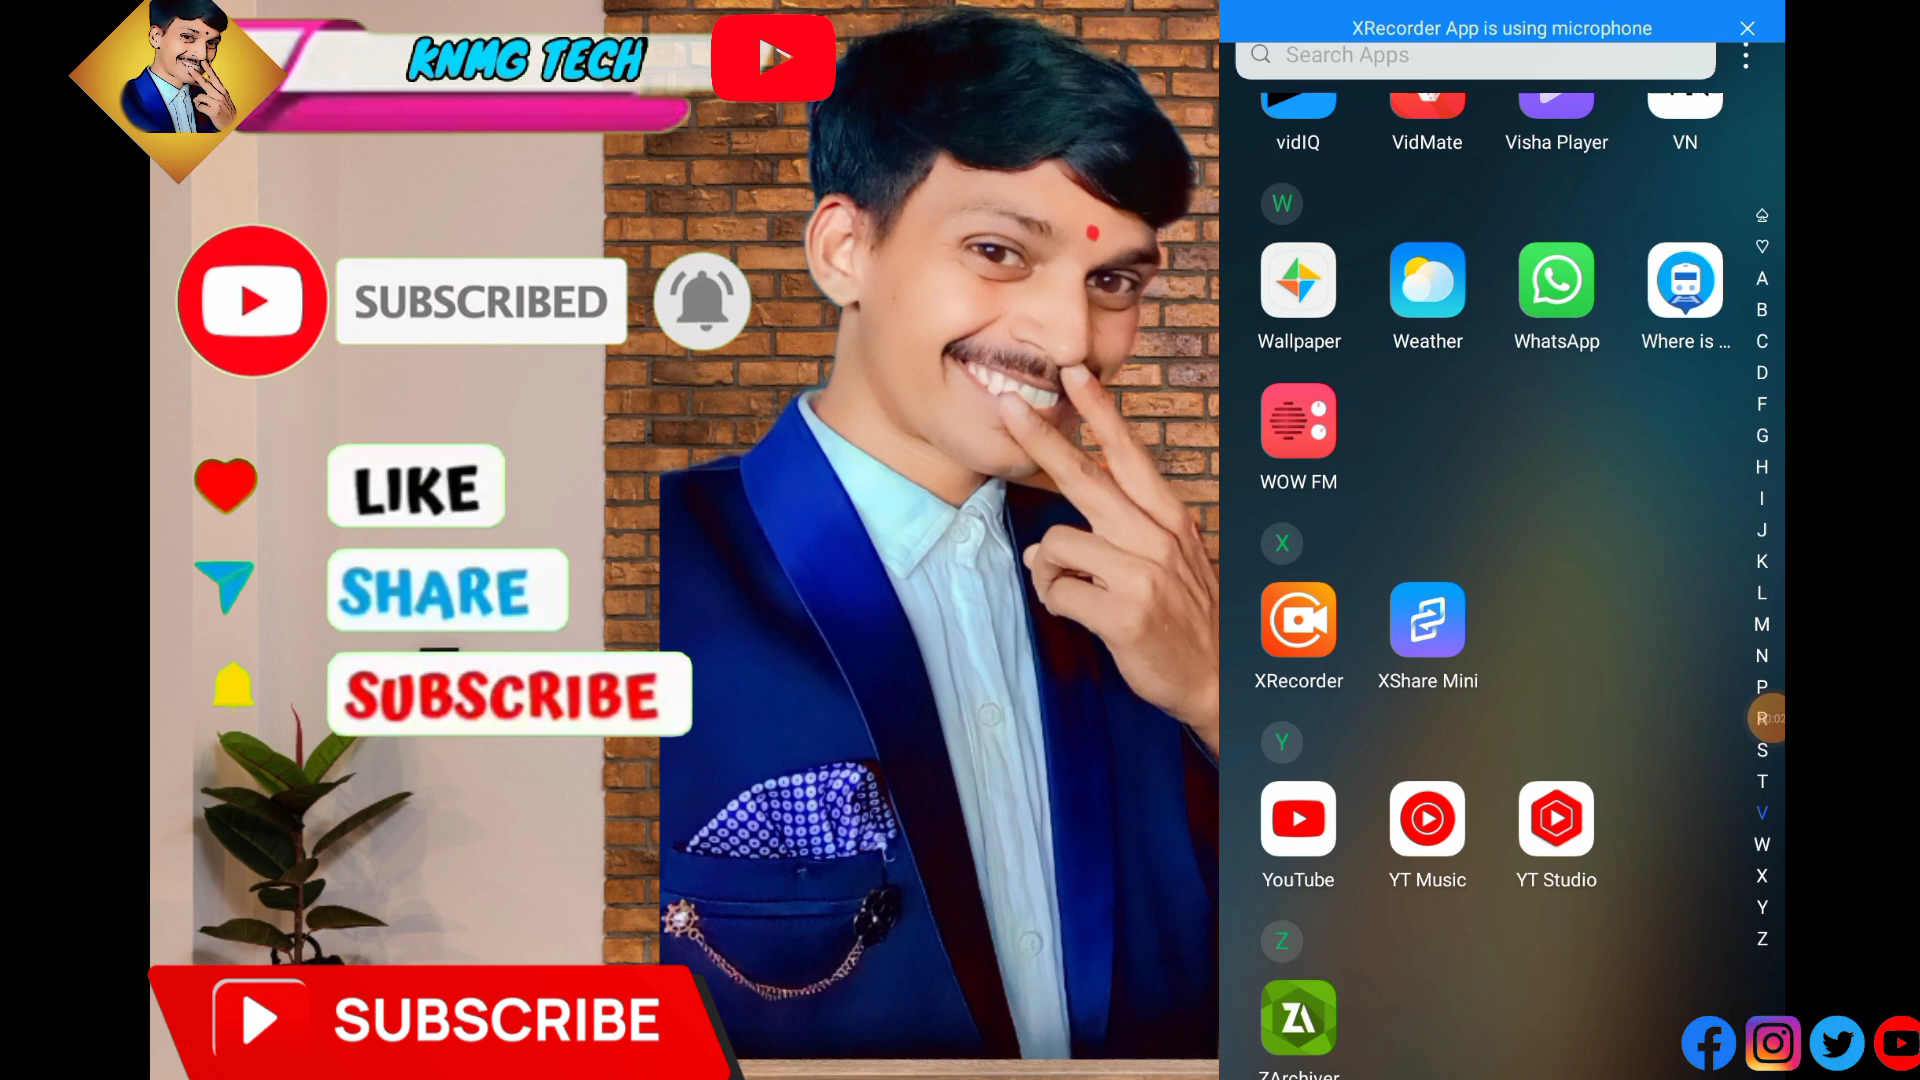 KNMG TECH
SUBSCRIBED
LIKE
SHARE
SUBSCRIBE
SUBSCRIBE
XRecorder App is using microphone
Search Apps
vidIQ
VidMate
Visha Player
VN
W
Wallpaper
Weather
WhatsApp
Where is ...
WOW FM
X
XRecorder
XShare Mini
Y
YouTube
YT Music
YT Studio
Z
ZArchiver
A
B
C
D
F
G
H
I
J
K
L
M
N
P
R
S
T
V
W
X
Y
Z